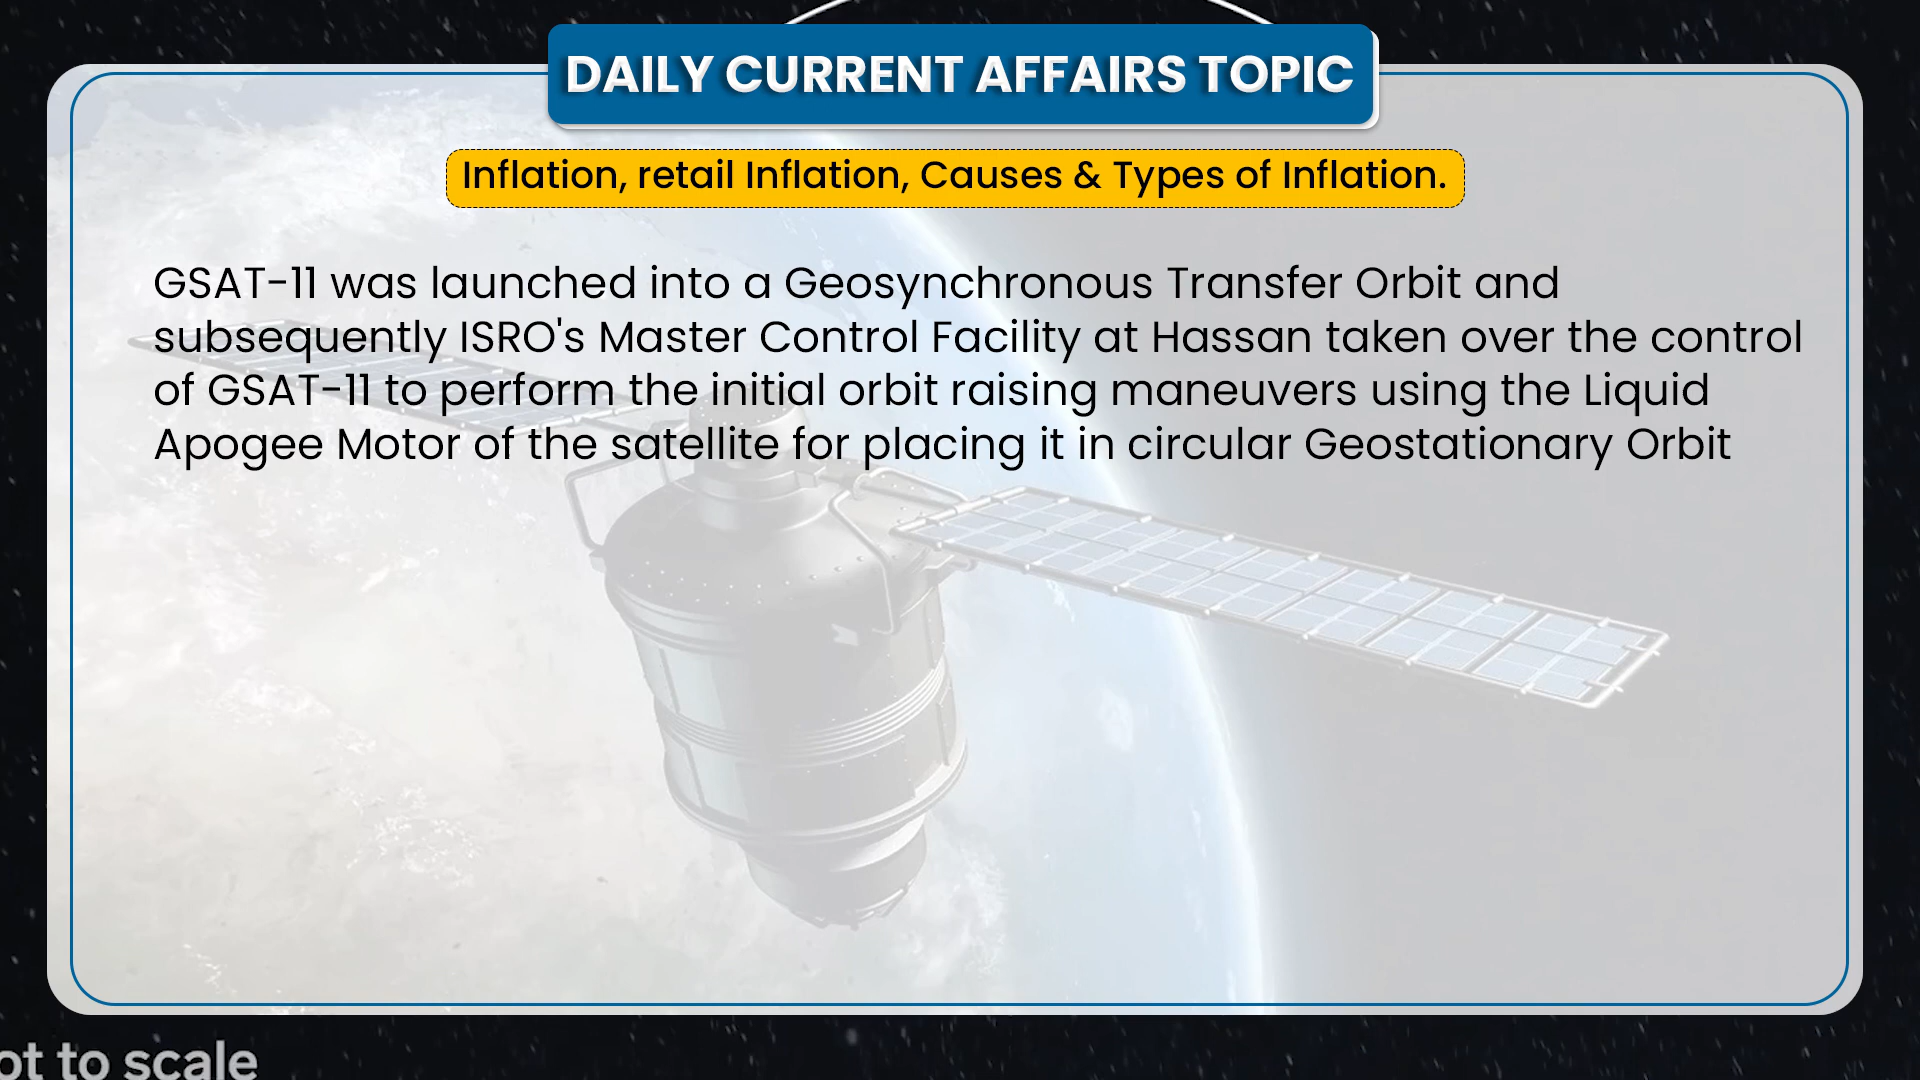 DAILY CURRENT AFFAIRS TOPIC
Inflation, retail Inflation, Causes & Types of Inflation.
GSAT-11 was launched into a Geosynchronous Transfer Orbit and
subsequently ISRO's Master Control Facility at Hassan taken over the control
of GSAT-11 to perform the initial orbit raising maneuvers using the Liquid
Apogee Motor of the satellite for placing it in circular Geostationary Orbit
ot to scale